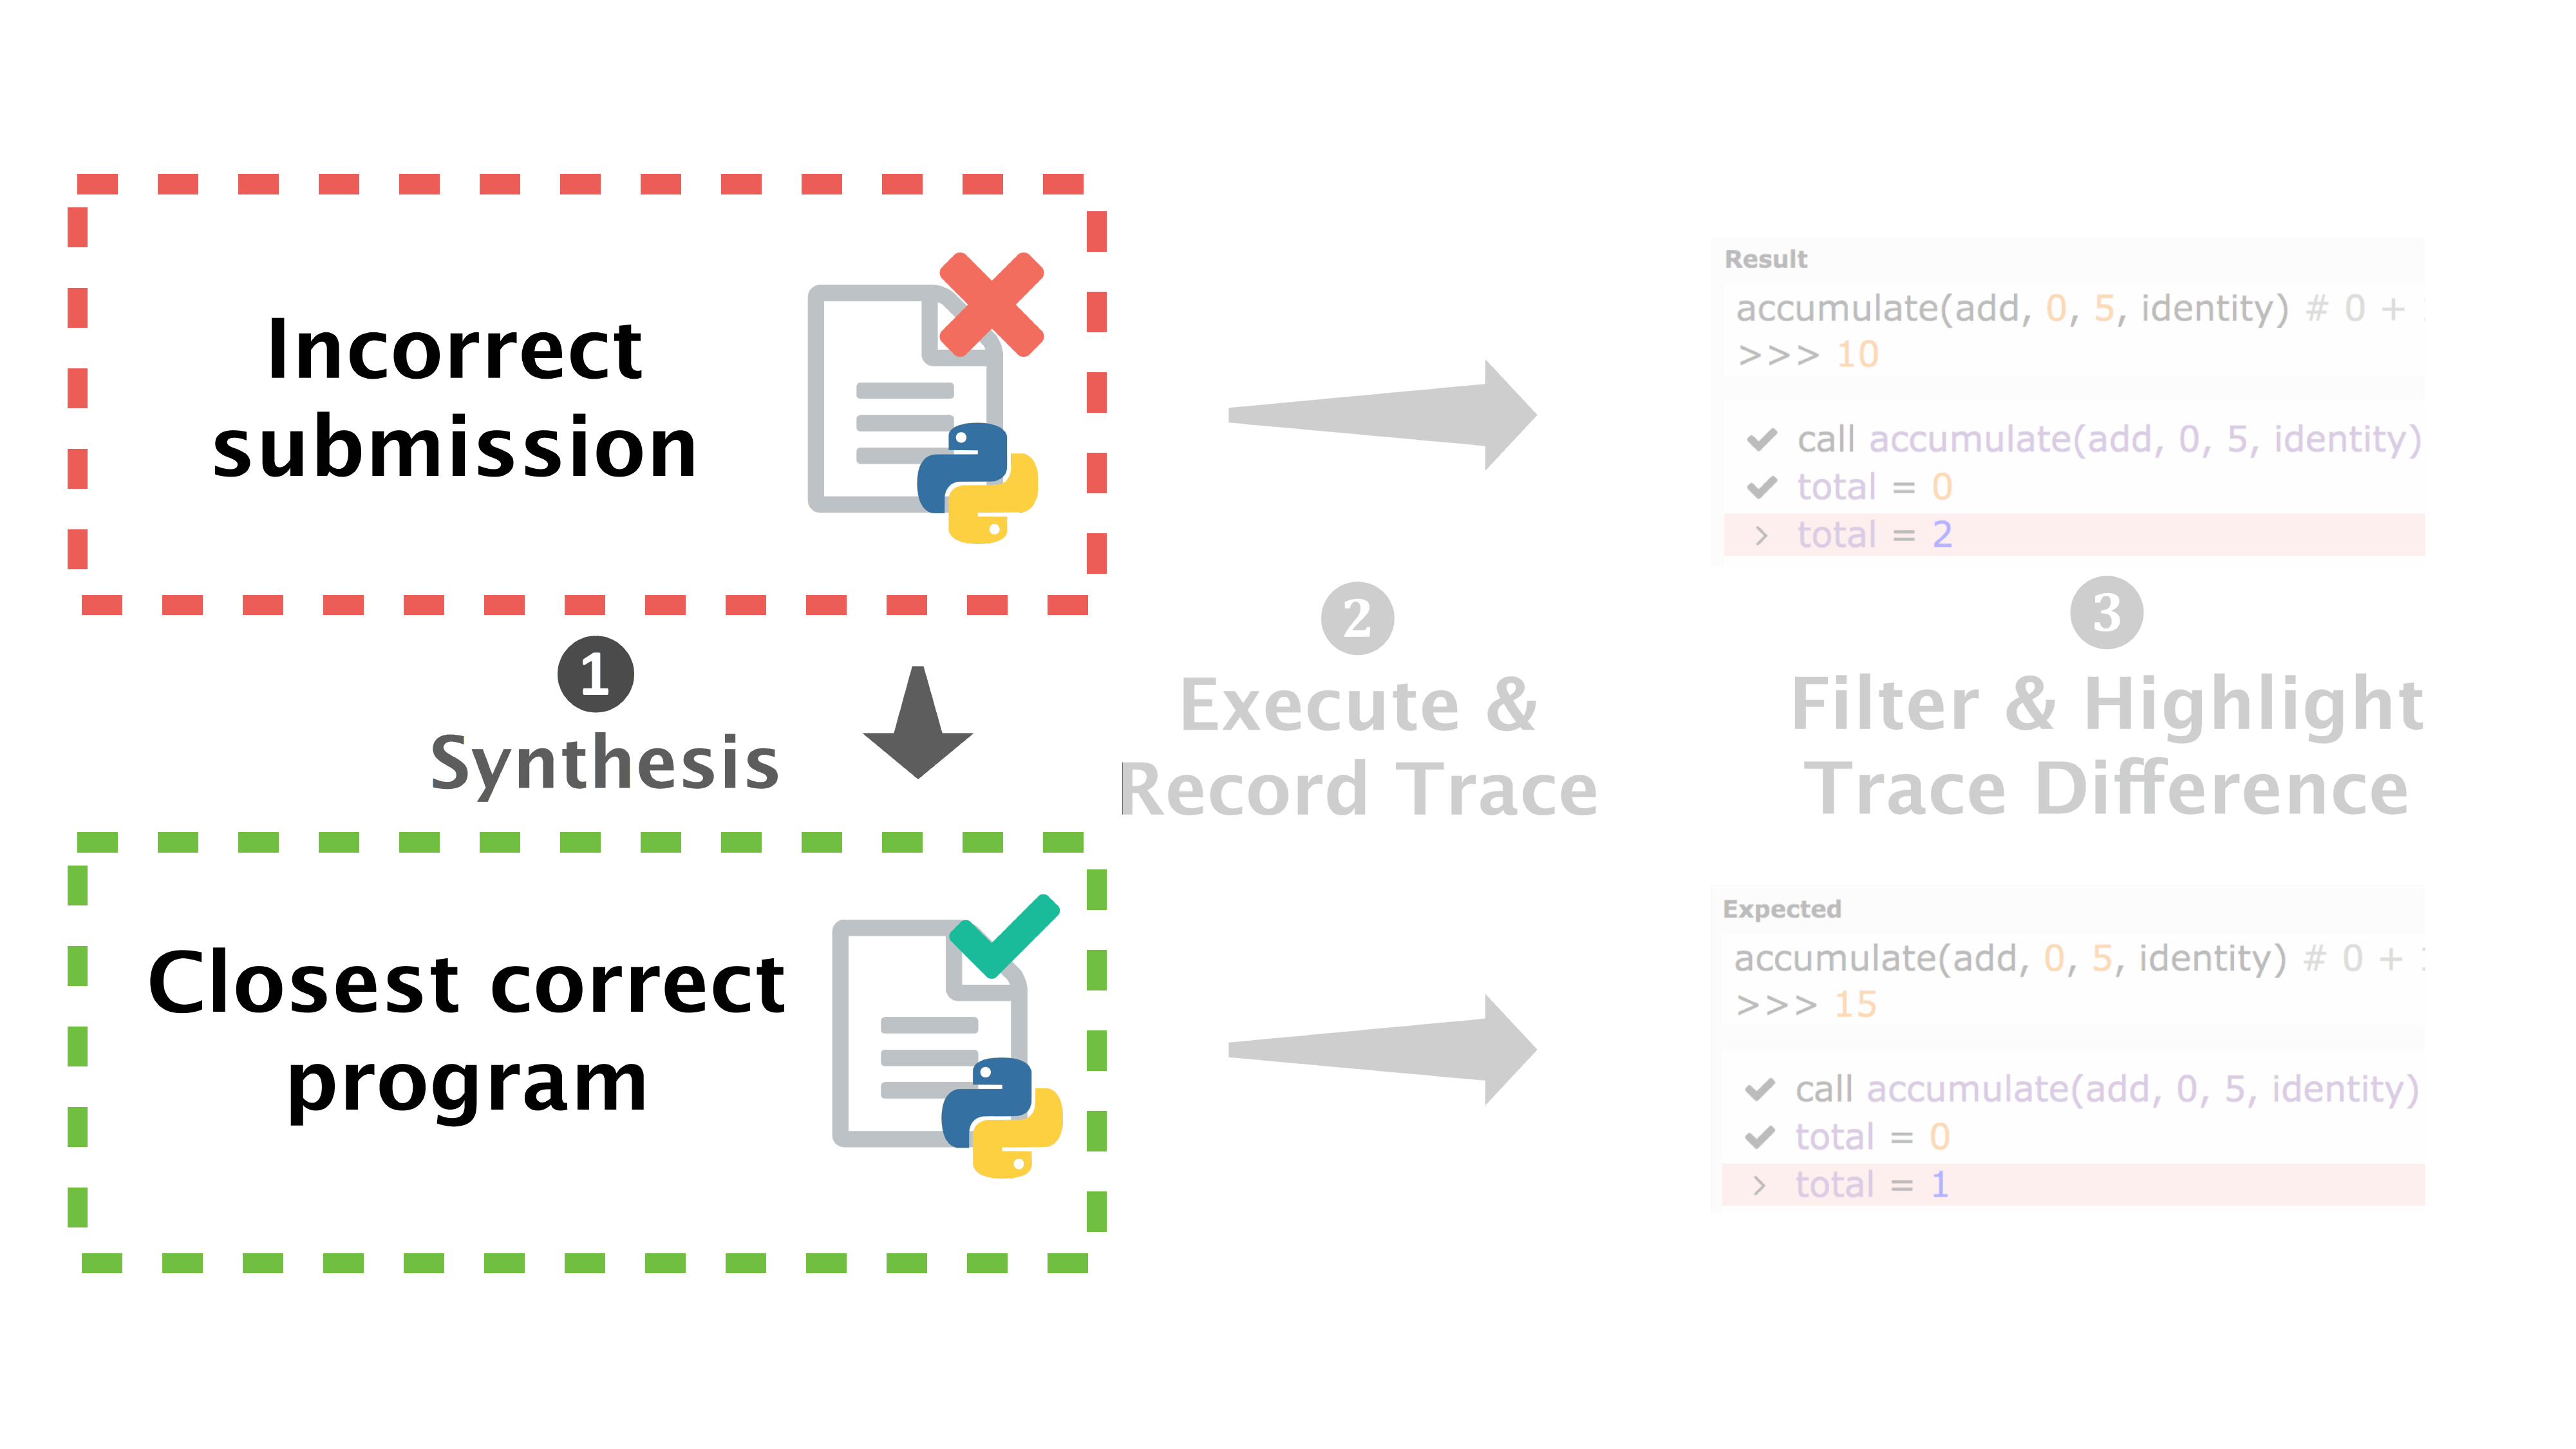 Incorrect
submission
1
Synthesis
Closest correct
program
2
Execute &
Record Trace
Result
accumulate(add, 0, 5, identity) # 0 +
>>> 10
call accumulate(add, 0, 5, identity)
total = 0
> total = 2
3
Filter & Highlight
Trace Difference
Expected
accumulate(add, 0, 5, identity) # 0 +
>>> 15
call accumulate(add, 0, 5, identity)
total = 0
> total = 1